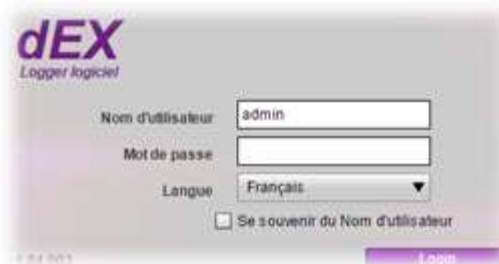 dEX
Logger logiciel
Nom d'utilisateur
admin
Mot de passe
Langue
Français
Se souvenir du Nom d'utilisateur
Login